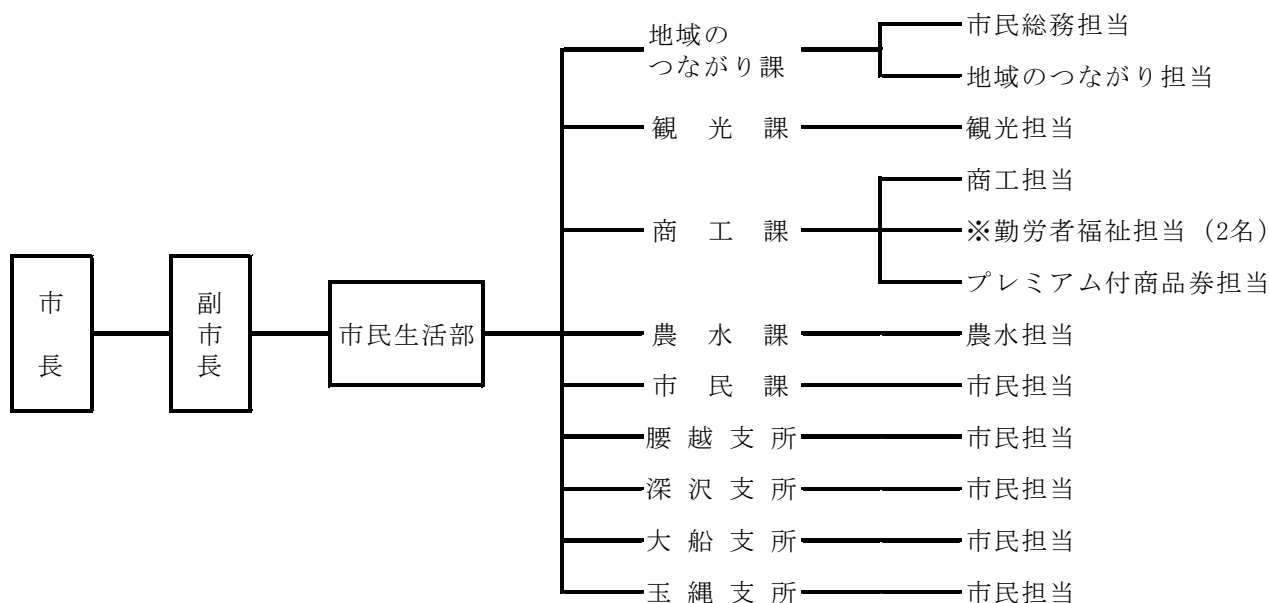 市長
副市長
市民生活部
地域の
つながり課
市民総務担当
地域のつながり担当
観光課
観光担当
商工課
商工担当
※勤労者福祉担当（2名）
プレミアム付商品券担当
農水課
農水担当
市民課
市民担当
腰越支所
市民担当
深沢支所
市民担当
大船支所
市民担当
玉縄支所
市民担当